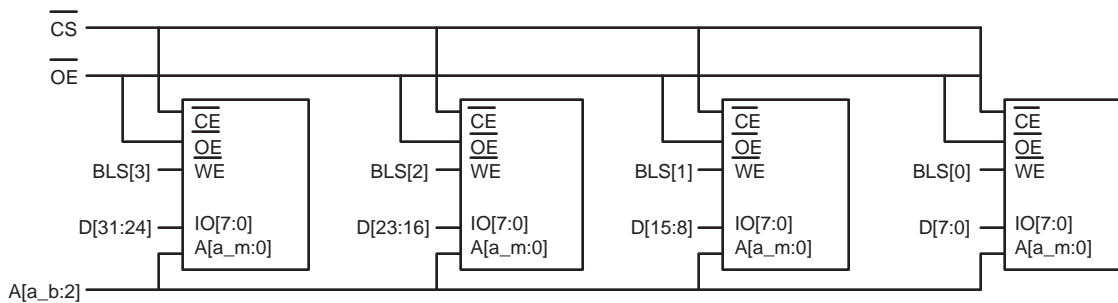 CS
OE
CE
OE
WE
IO[7:0]
A[a_m:0]
BLS[3]
D[31:24]
CE
OE
WE
IO[7:0]
A[a_m:0]
BLS[2]
D[23:16]
CE
OE
WE
IO[7:0]
A[a_m:0]
BLS[1]
D[15:8]
CE
OE
WE
IO[7:0]
A[a_m:0]
BLS[0]
D[7:0]
A[a_b:2]